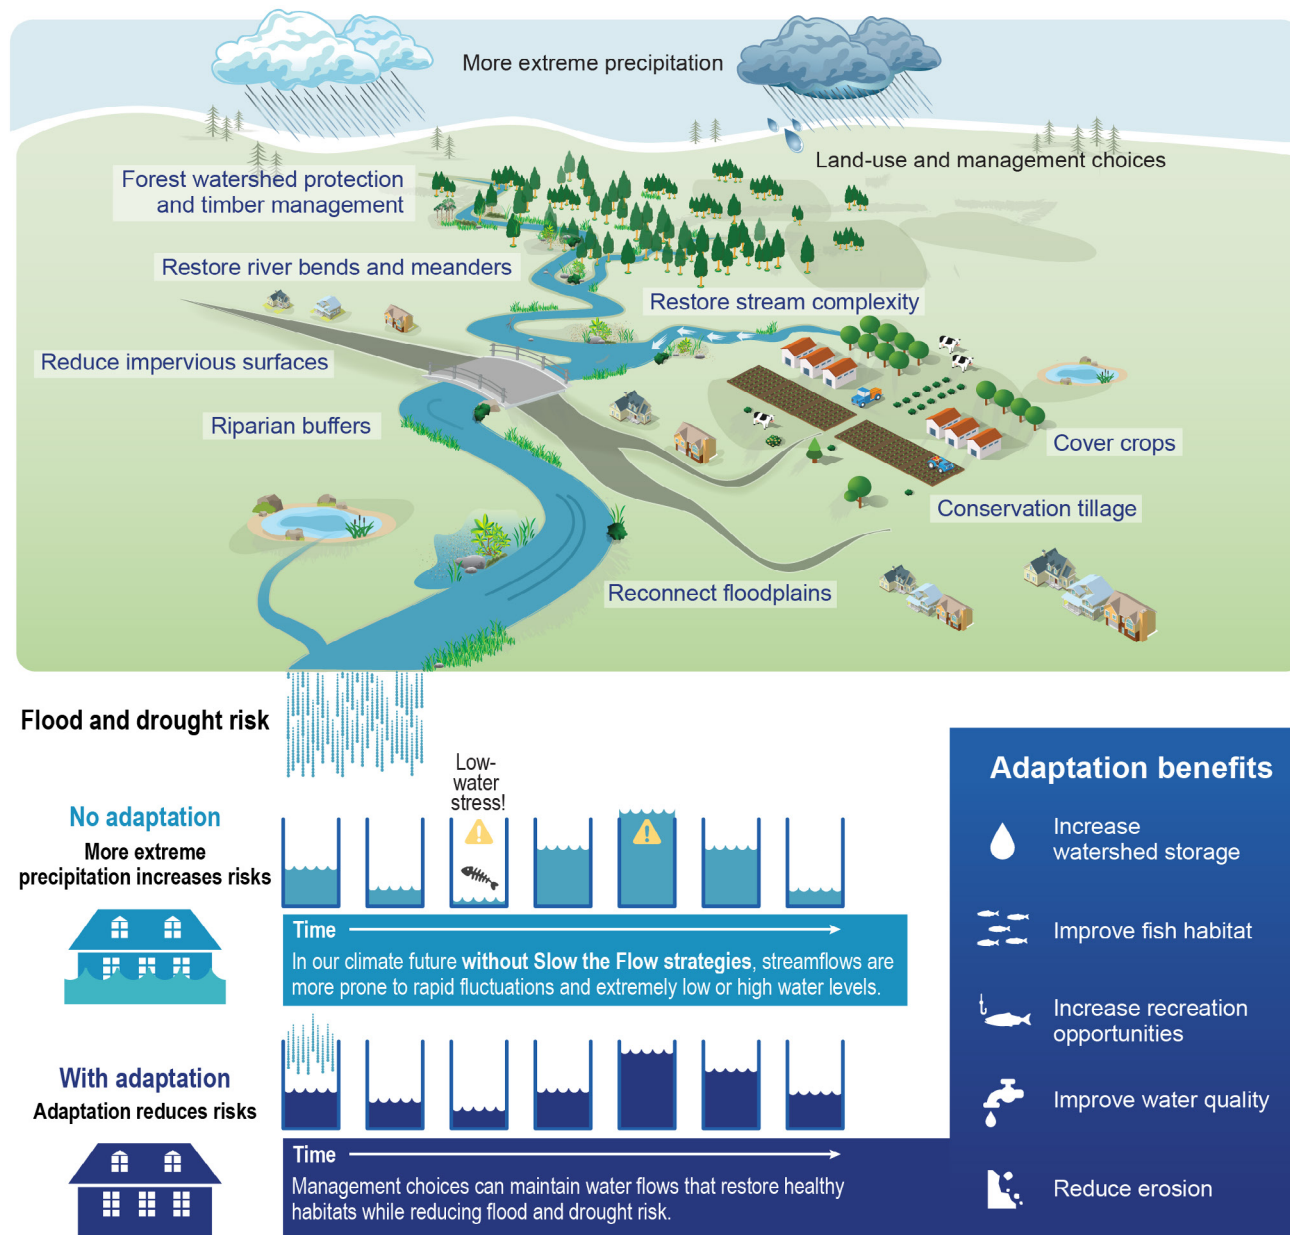 More extreme precipitation
Land-use and management choices
Forest watershed protection
and timber management
Restore river bends and meanders
Restore stream complexity
Reduce impervious surfaces
Riparian buffers
Cover crops
Conservation tillage
Reconnect floodplains
Flood and drought risk
No adaptation
More extreme
precipitation increases risks
Low-
water
stress!
Time
In our climate future without Slow the Flow strategies, streamflows are
more prone to rapid fluctuations and extremely low or high water levels.
With adaptation
Adaptation reduces risks
Time
Management choices can maintain water flows that restore healthy
habitats while reducing flood and drought risk.
Adaptation benefits
Increase
watershed storage
Improve fish habitat
Increase recreation
opportunities
Improve water quality
Reduce erosion